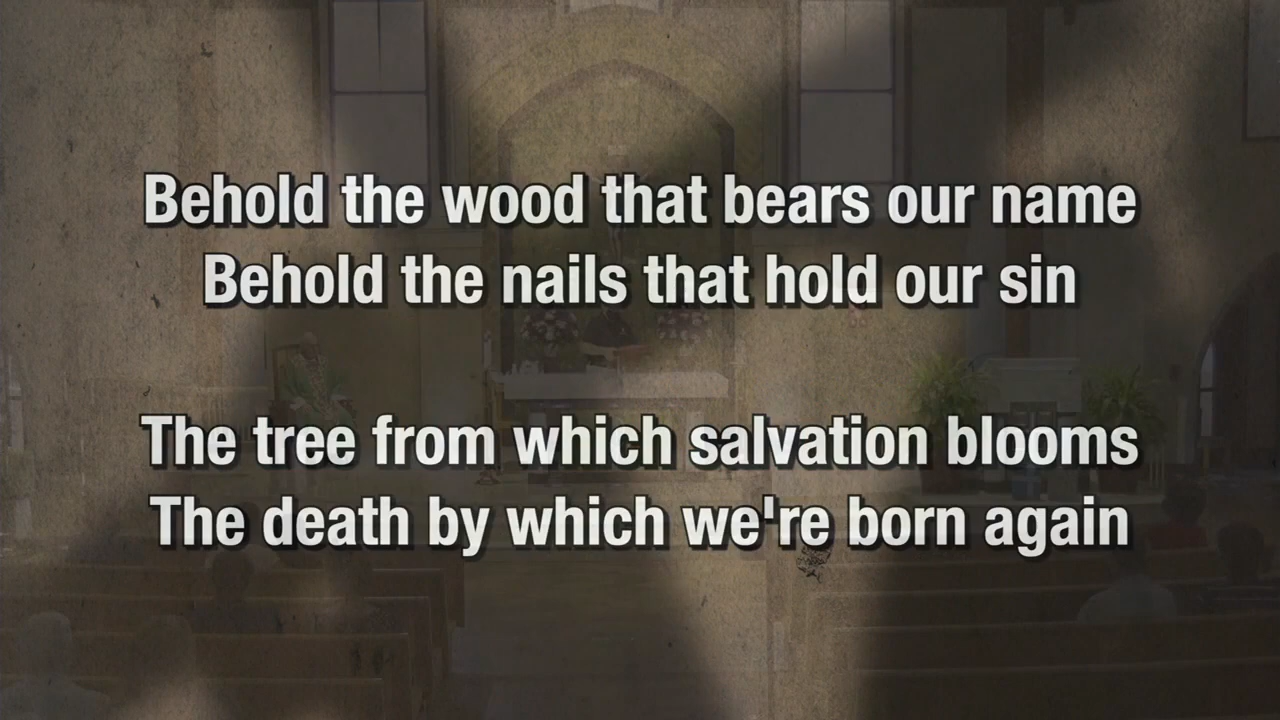 Behold the wood that bears our name
Behold the nails that hold our sin
The tree from which salvation blooms
The death by which we're born again